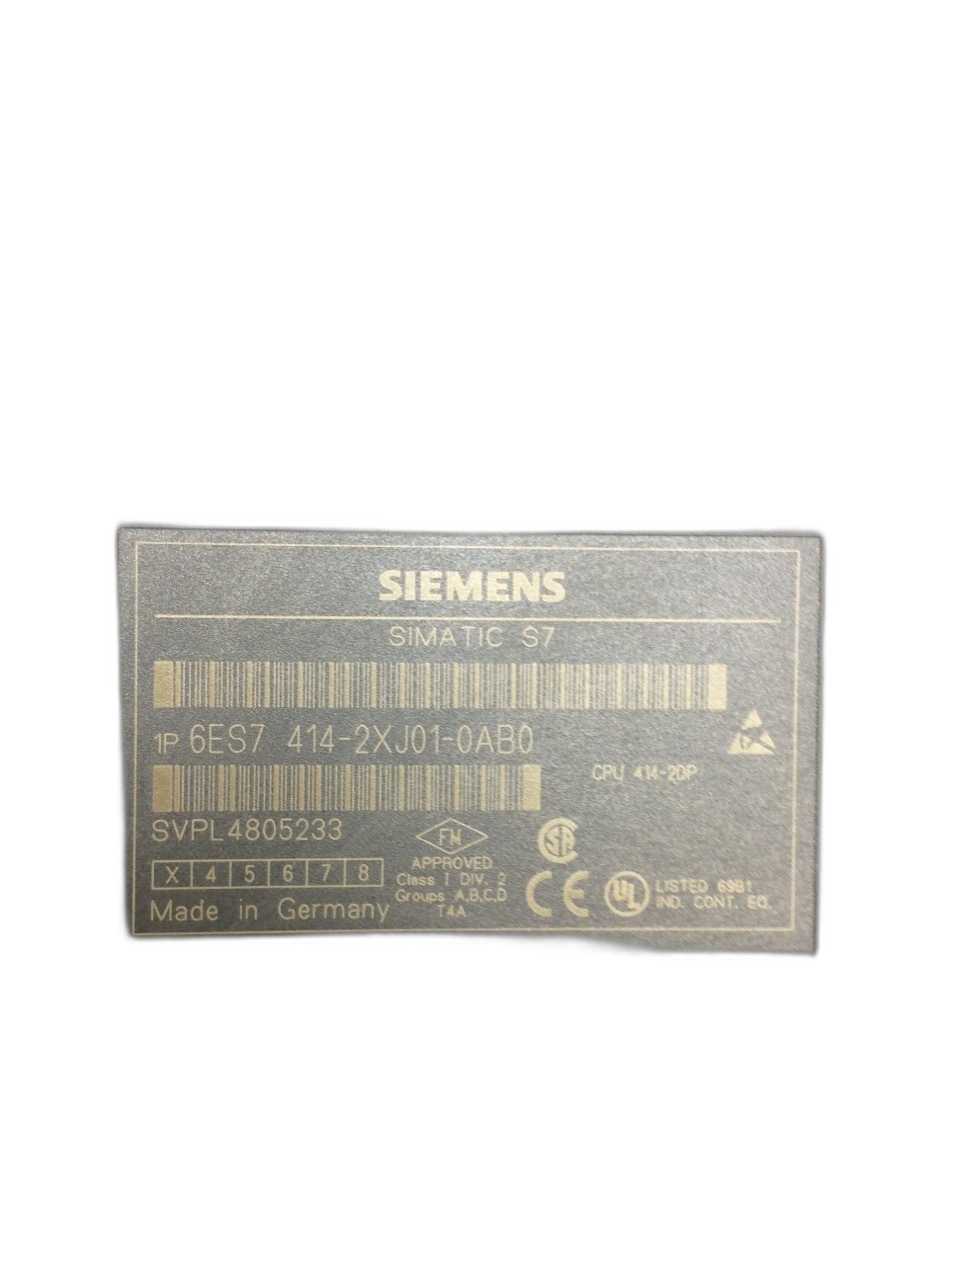 SIEMENS
SIMATIC S7
1P 6ES7 414-2XJ01-0AB0
CPU 414-2DP
SVPL4805233
FM
APPROVED
Class I DIV. 2
Groups A,B,C,D
T4A
X 4 5 6 7 8
Made in Germany
CE
UL
LISTED 69B1
IND. CONT. EQ.